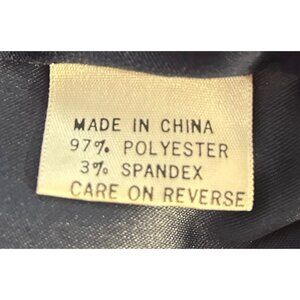 MADE IN CHINA
97% POLYESTER
3% SPANDEX
CARE ON REVERSE